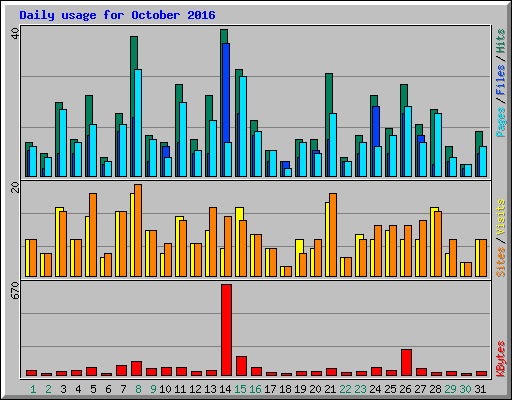 Daily usage for October 2016
40
Pages / Files / Hits
20
Sites / Visits
670
KBytes
1 2 3 4 5 6 7 8 9 10 11 12 13 14 15 16 17 18 19 20 21 22 23 24 25 26 27 28 29 30 31